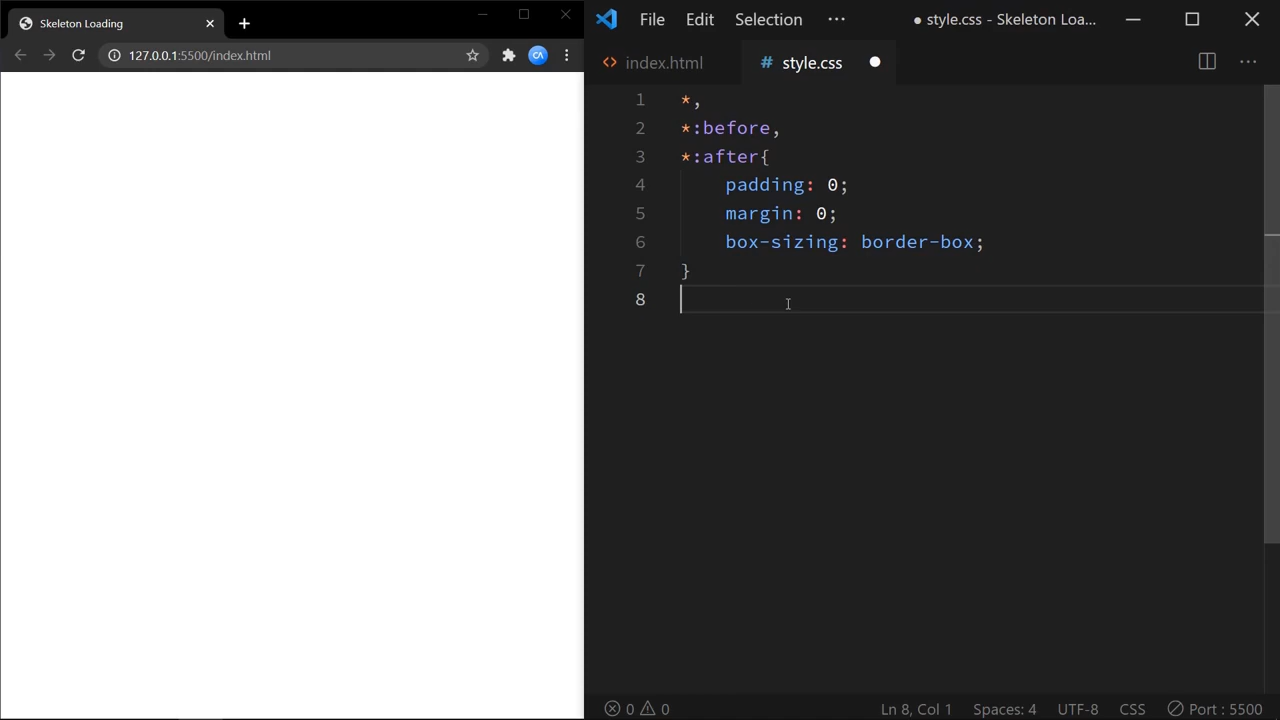 Skeleton Loading
127.0.0.1:5500/index.html
CA
File Edit Selection ··· ● style.css - Skeleton Loa...
<> index.html # style.css ● ···
1 *,
2 *:before,
3 *:after{
4 padding: 0;
5 margin: 0;
6 box-sizing: border-box;
7 }
8
0 0 Ln 8, Col 1 Spaces: 4 UTF-8 CSS Port : 5500